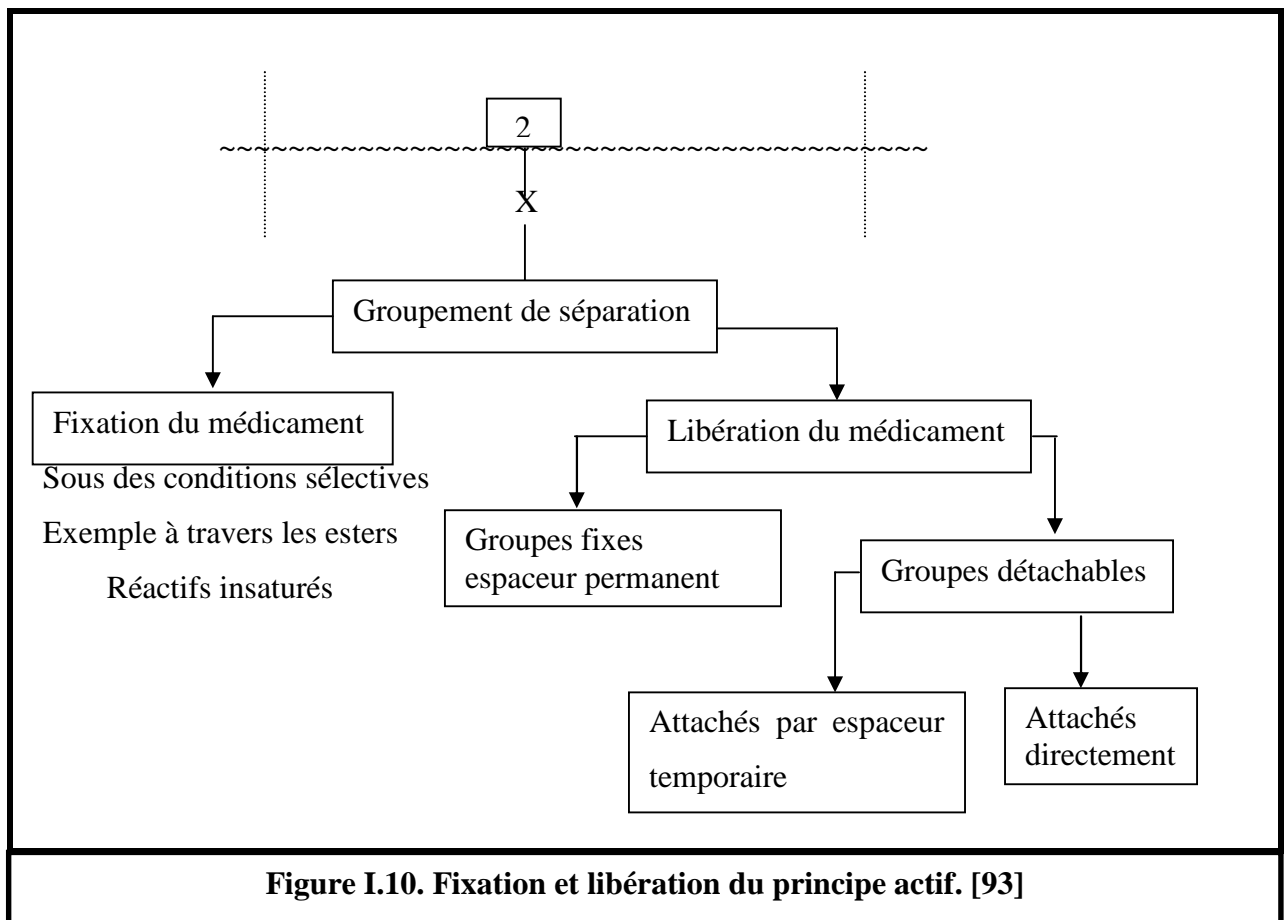 2
~~~~~~~~~~~~~~~~~~~~~~~~~~~~~~~~~~~~~~~~~~~~~~~~
X
Groupement de séparation
Fixation du médicament
Sous des conditions sélectives
Exemple à travers les esters
Réactifs insaturés
Libération du médicament
Groupes fixes
espaceur permanent
Groupes détachables
Attachés par espaceur
temporaire
Attachés
directement
Figure I.10. Fixation et libération du principe actif. [93]